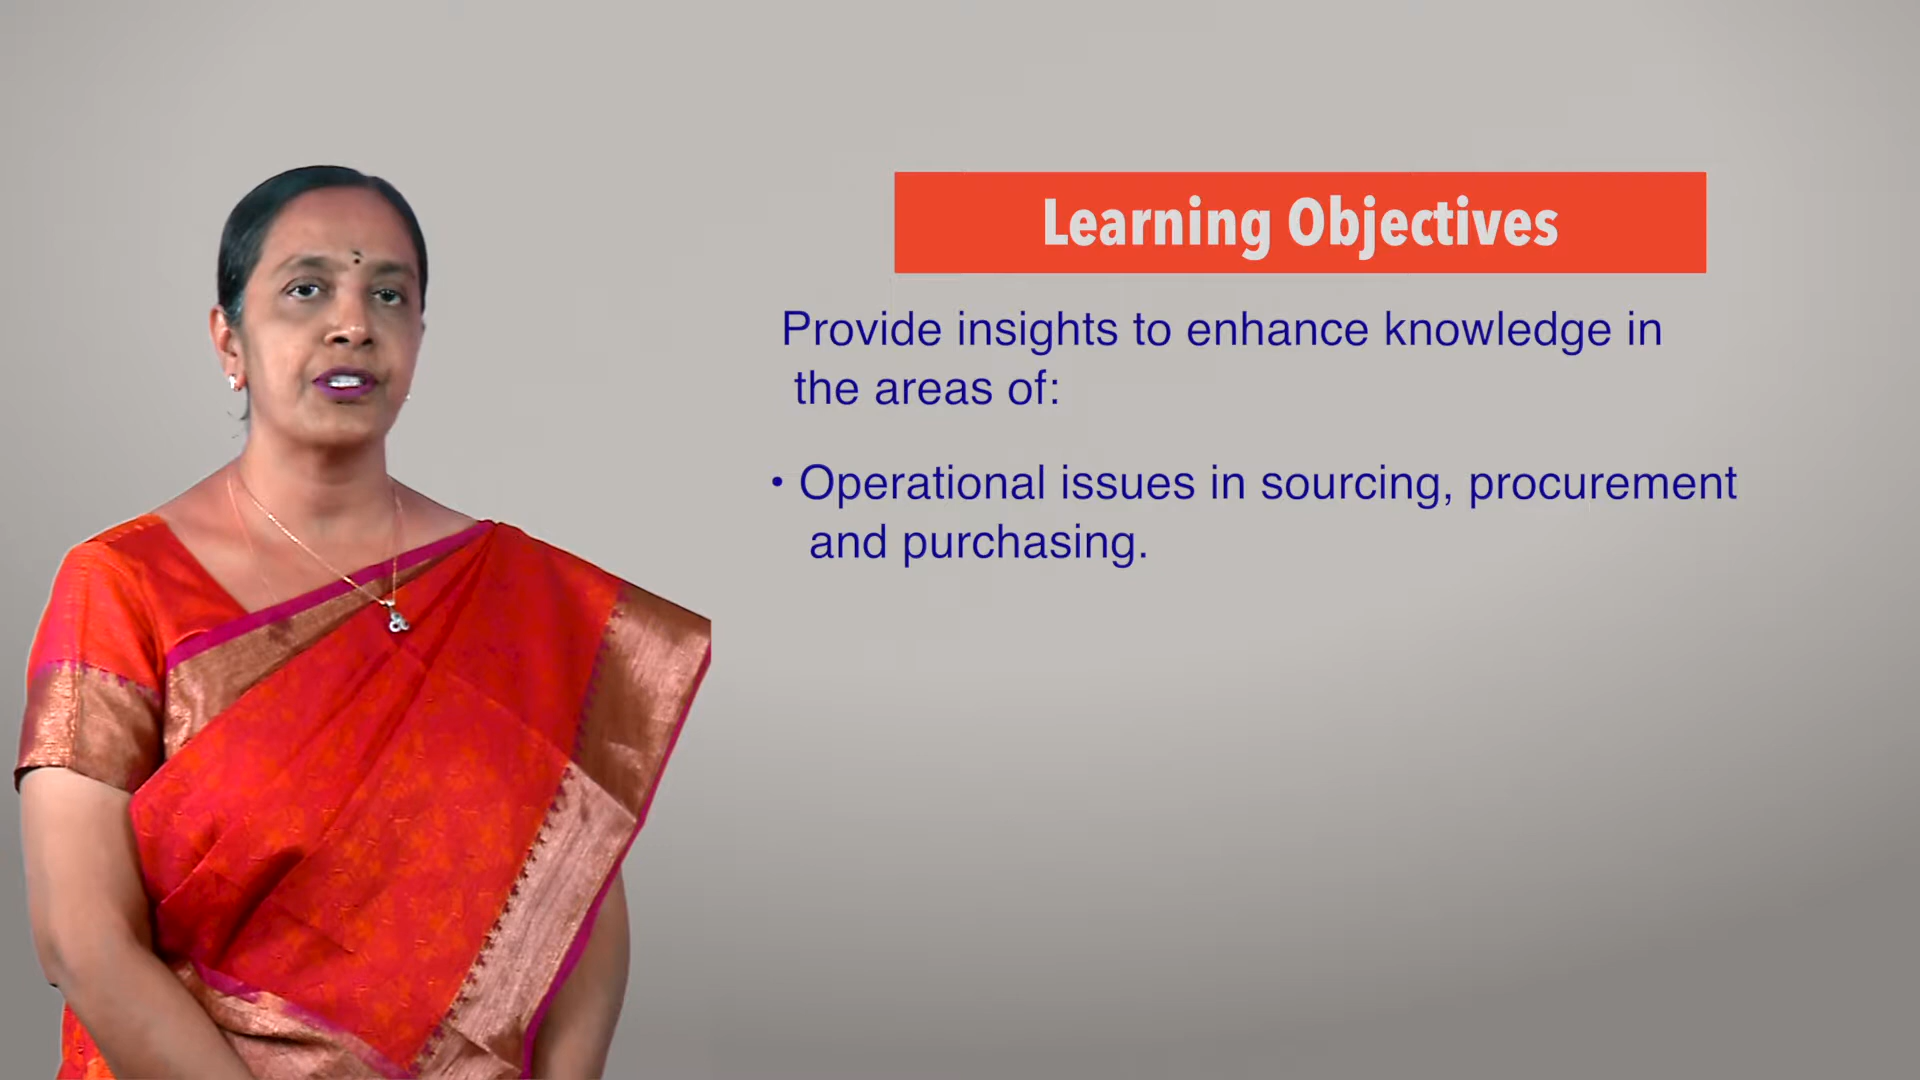 Learning Objectives
Provide insights to enhance knowledge in
the areas of:
• Operational issues in sourcing, procurement
and purchasing.